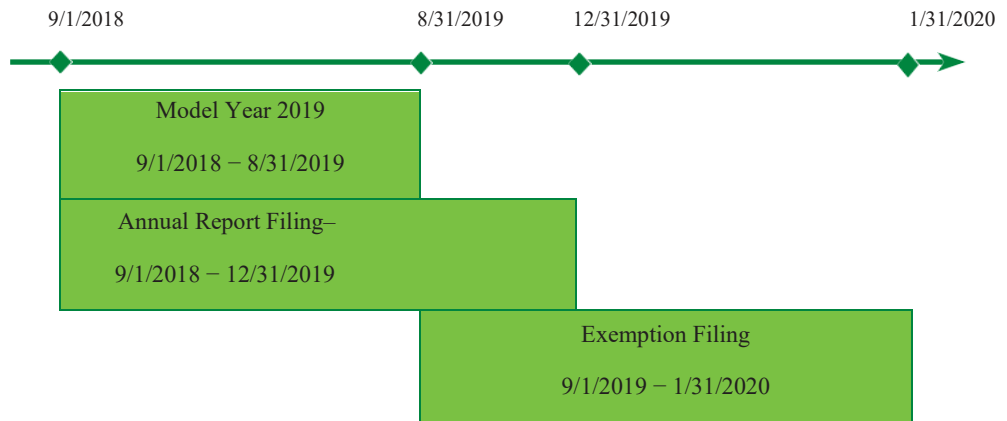 9/1/2018 8/31/2019 12/31/2019 1/31/2020
Model Year 2019
9/1/2018 − 8/31/2019
Annual Report Filing–
9/1/2018 − 12/31/2019
Exemption Filing
9/1/2019 − 1/31/2020